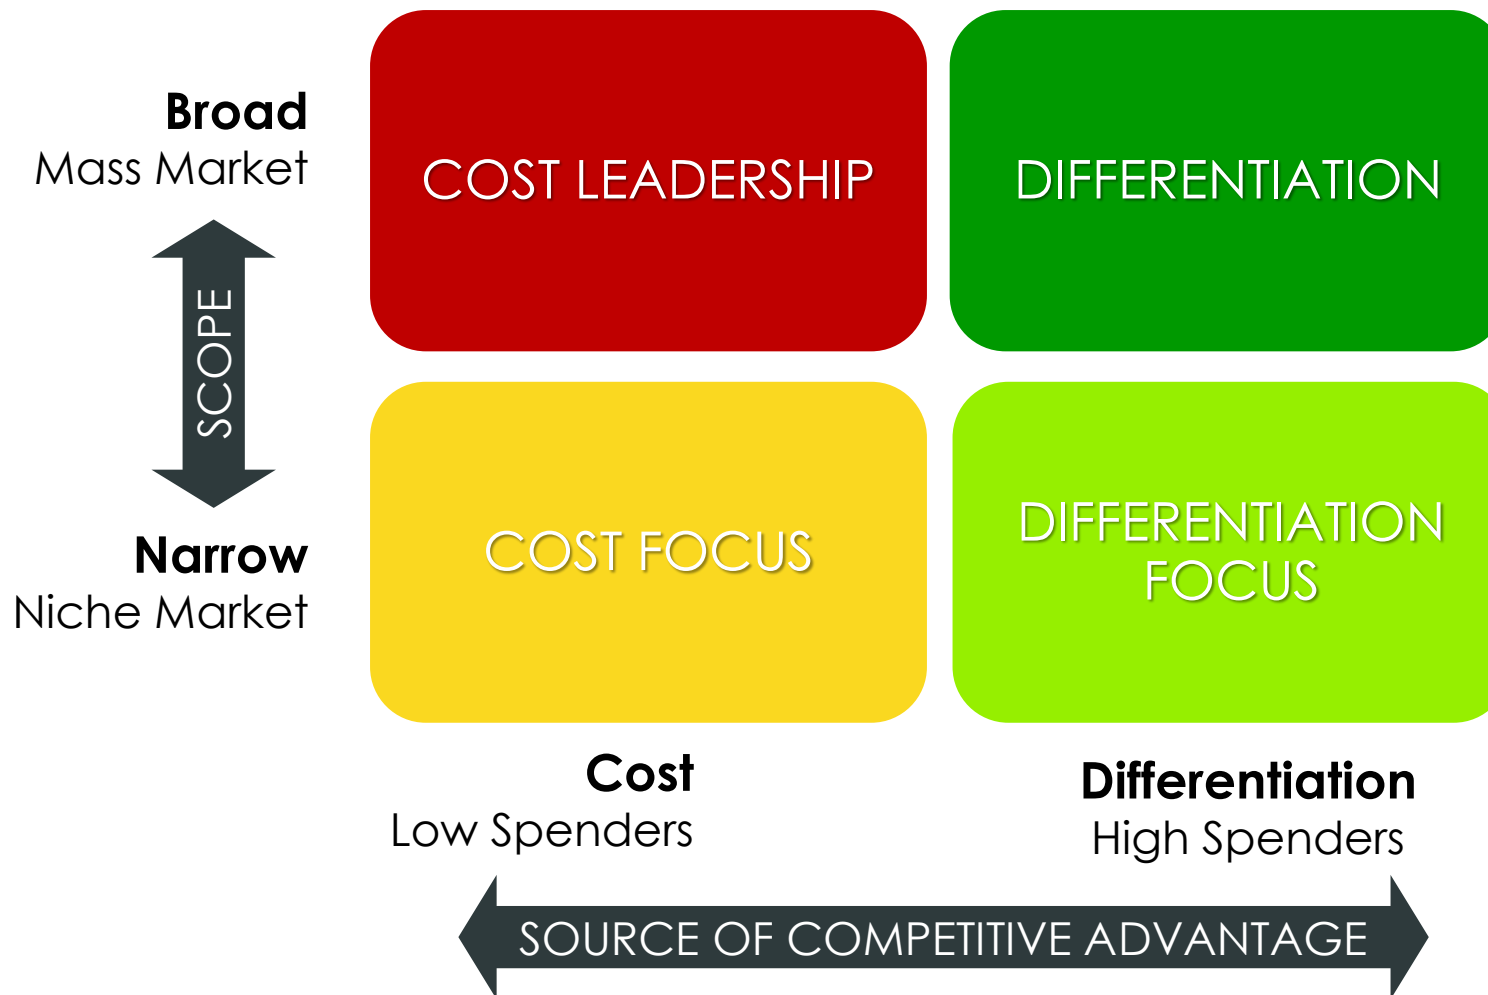 Broad
Mass Market
COST LEADERSHIP
DIFFERENTIATION
SCOPE
Narrow
Niche Market
COST FOCUS
DIFFERENTIATION
FOCUS
Cost
Low Spenders
Differentiation
High Spenders
SOURCE OF COMPETITIVE ADVANTAGE